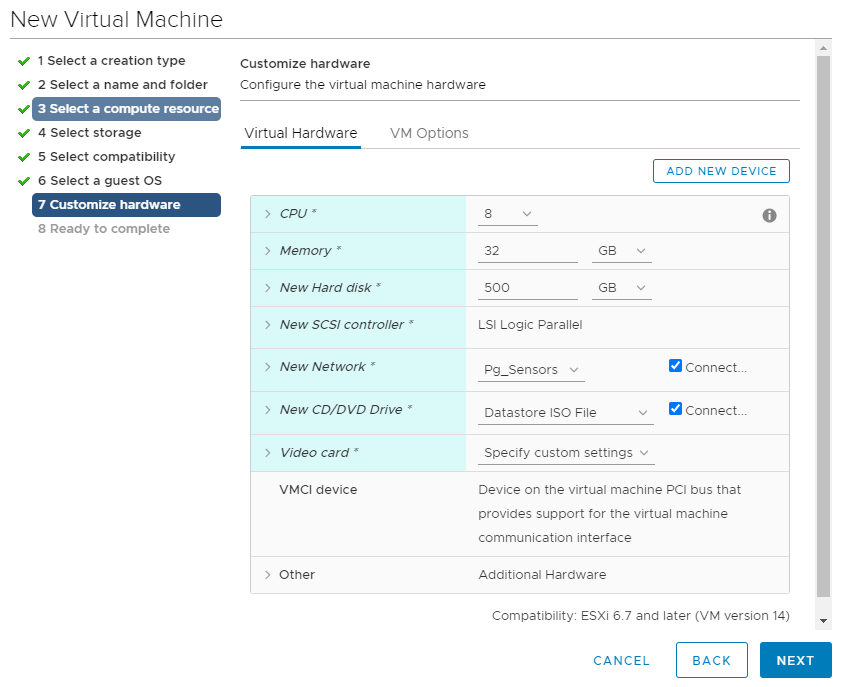 New Virtual Machine
1 Select a creation type
2 Select a name and folder
3 Select a compute resource
4 Select storage
5 Select compatibility
6 Select a guest OS
7 Customize hardware
8 Ready to complete
Customize hardware
Configure the virtual machine hardware
Virtual Hardware VM Options
ADD NEW DEVICE
CPU * 8
Memory * 32 GB
New Hard disk * 500 GB
New SCSI controller * LSI Logic Parallel
New Network * Pg_Sensors Connect...
New CD/DVD Drive * Datastore ISO File Connect...
Video card * Specify custom settings
VMCI device Device on the virtual machine PCI bus that
provides support for the virtual machine
communication interface
Other Additional Hardware
Compatibility: ESXi 6.7 and later (VM version 14)
CANCEL BACK NEXT